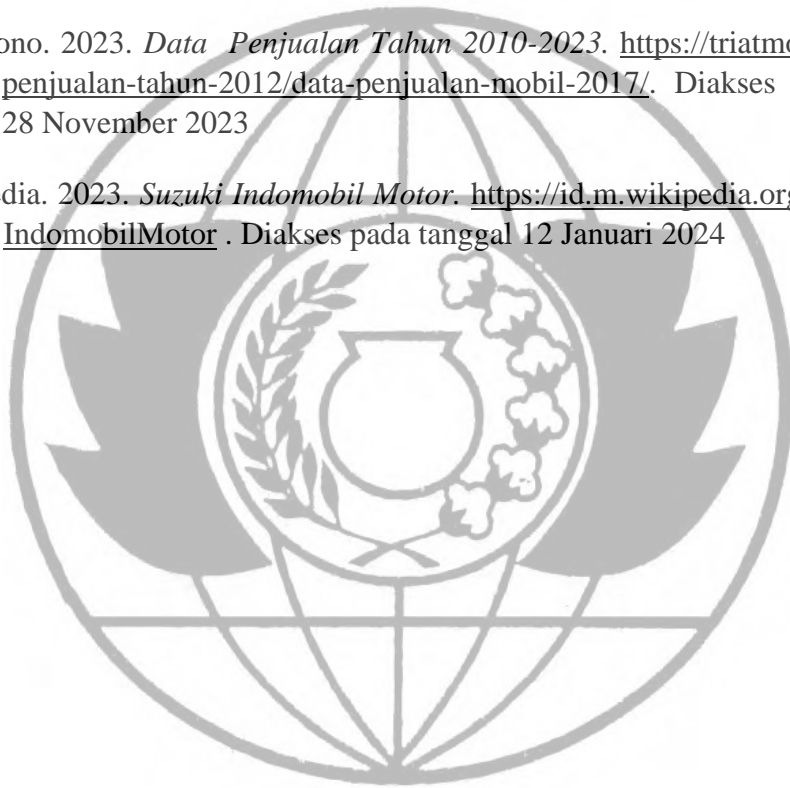 ono. 2023. Data Penjualan Tahun 2010-2023. https://triatmo
penjualan-tahun-2012/data-penjualan-mobil-2017/. Diakses
28 November 2023
edia. 2023. Suzuki Indomobil Motor. https://id.m.wikipedia.org
IndomobilMotor . Diakses pada tanggal 12 Januari 2024